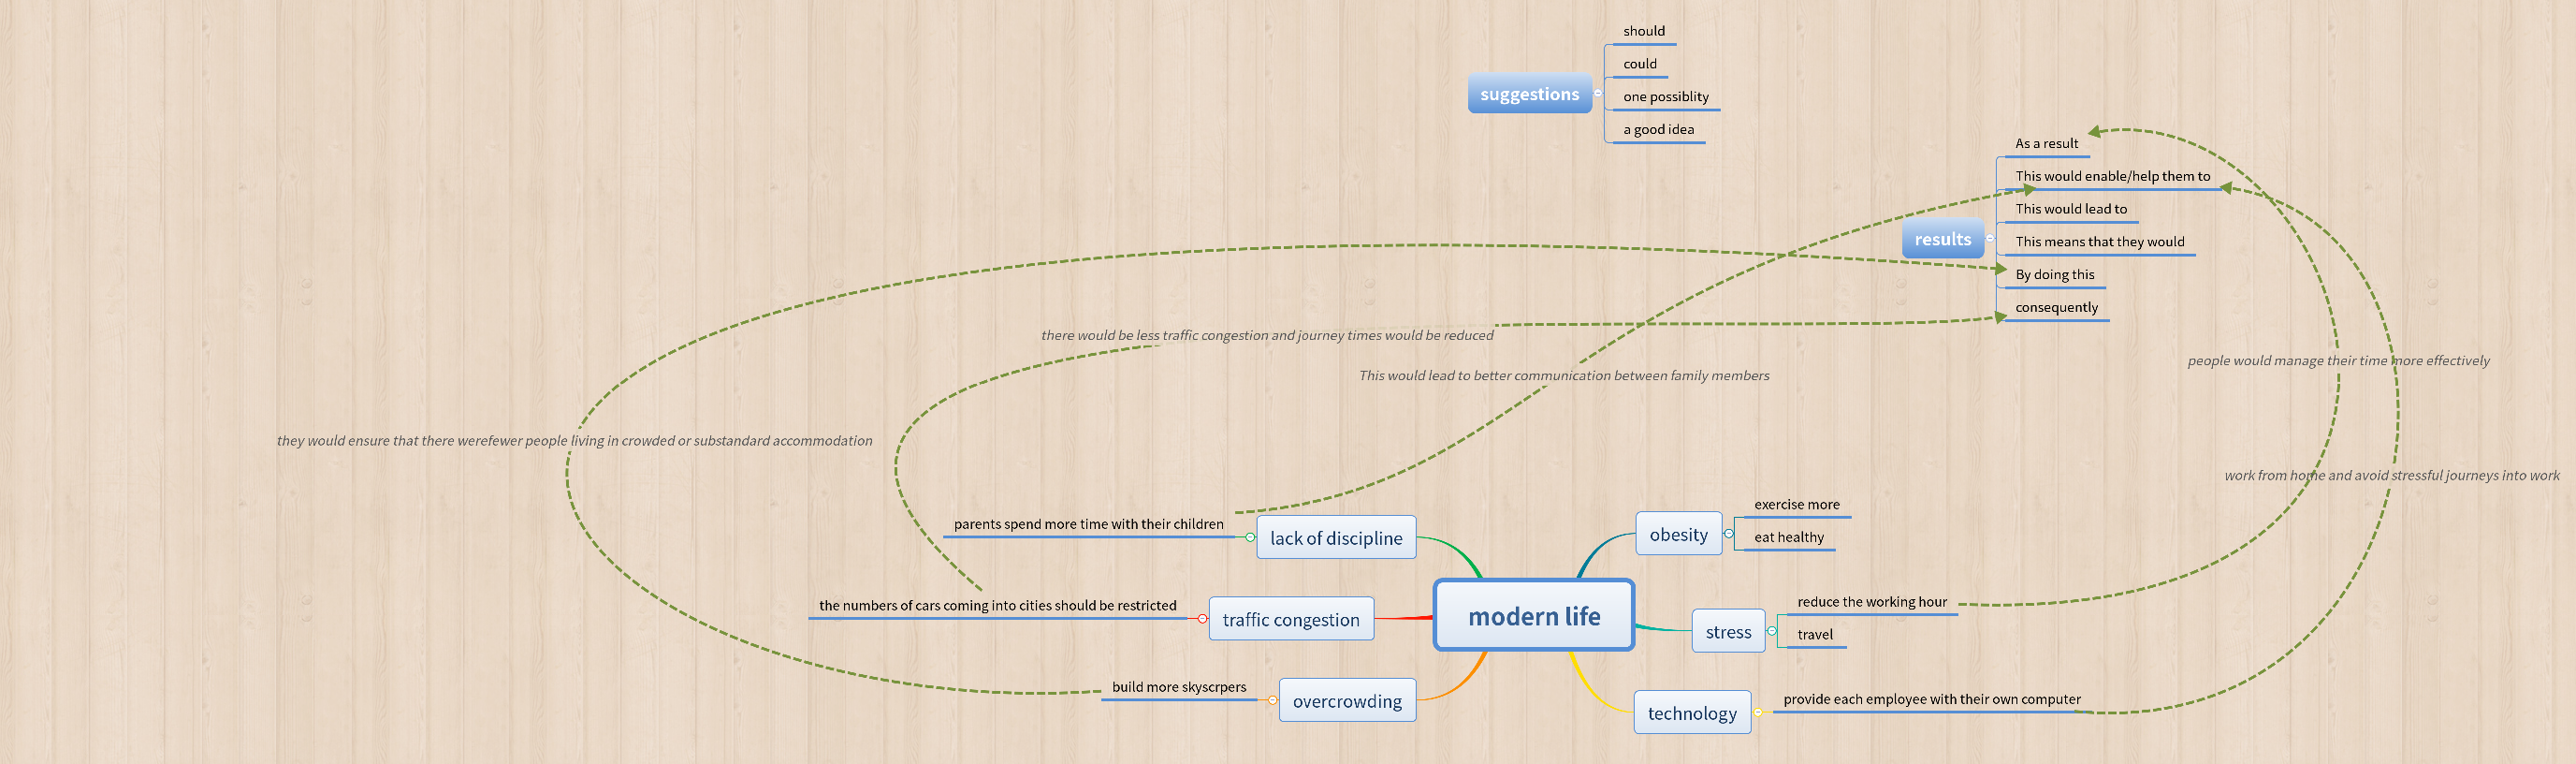 should
could
one possiblity
a good idea
suggestions
As a result
This would enable/help them to
This would lead to
This means that they would
By doing this
consequently
results
there would be less traffic congestion and journey times would be reduced
people would manage their time more effectively
This would lead to better communication between family members
they would ensure that there werefewer people living in crowded or substandard accommodation
work from home and avoid stressful journeys into work
parents spend more time with their children
lack of discipline
obesity
exercise more
eat healthy
the numbers of cars coming into cities should be restricted
traffic congestion
modern life
stress
reduce the working hour
travel
build more skyscrpers
overcrowding
technology
provide each employee with their own computer